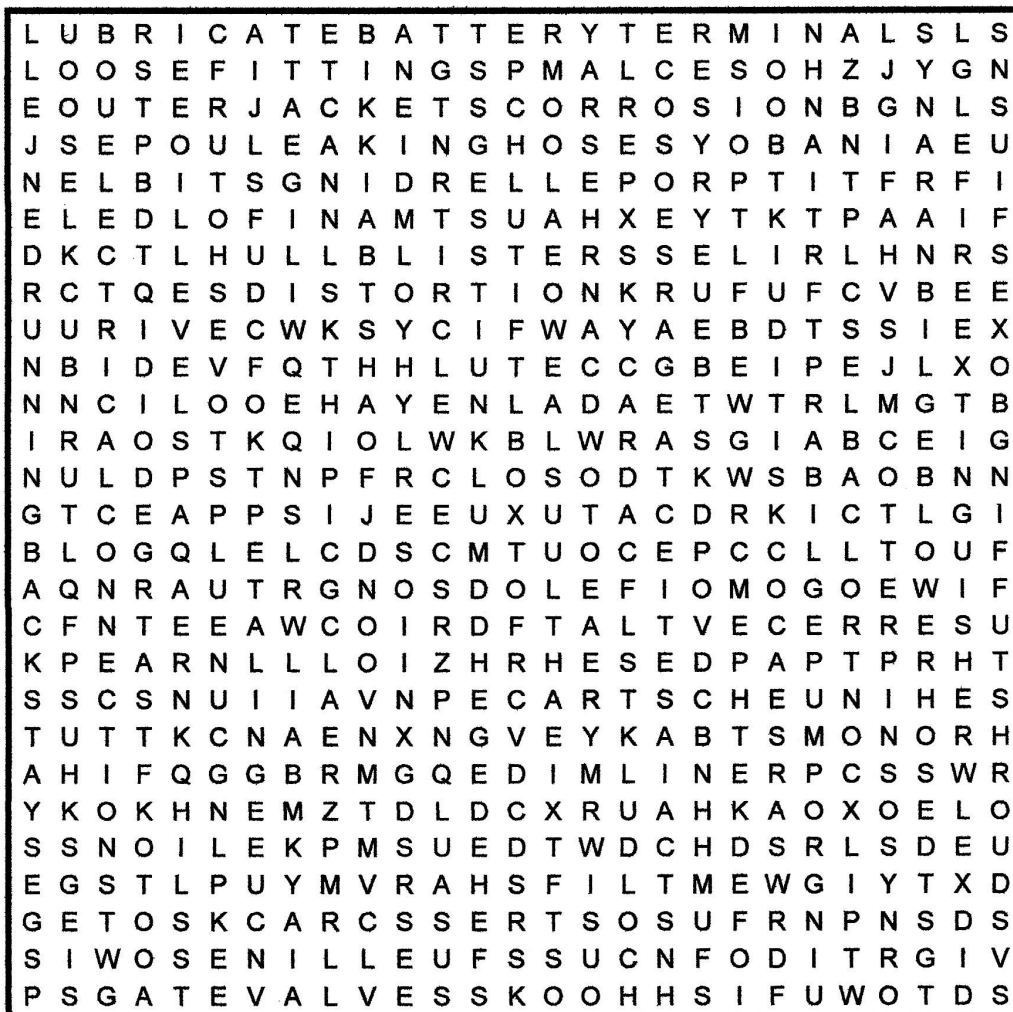 L U B R I C A T E B A T T E R Y T E R M I N A L S L S
L O O S E F I T T I N G S P M A L C E S O H Z J Y G N
E O U T E R J A C K E T S C O R R O S I O N B G N L S
J S E P O U L E A K I N G H O S E S Y O B A N I A E U
N E L B I T S G N I D R E L L E P O R P T I T F R F I
E L E D L O F I N A M T S U A H X E Y T K T P A A I F
D K C T L H U L L B L I S T E R S S E L I R L H N R S
R C T Q E S D I S T O R T I O N K R U F U F C V B E E
U U R I V E C W K S Y C I F W A Y A E B D T S S I E X
N B I D E V F Q T H H L U T E C C G B E I P E J L X O
N N C I L O O E H A Y E N L A D A E T W T R L M G T B
I R A O S T K Q I O L W K B L W R A S G I A B C E I G
N U L D P S T N P F R C L O S O D T K W S B A O B N N
G T C E A P P S I J E E U X U T A C D R K I C T L G I
B L O G Q L E L C D S C M T U O C E P C C L L T O U F
A Q N R A U T R G N O S D O L E F I O M O G O E W I F
C F N T E E A W C O I R D F T A L T V E C E R R E S U
K P E A R N L L L O I Z H R H E S E D P A P T P R H T
S S C S N U I I A V N P E C A R T S C H E U N I H E S
T U T T K C N A E N X N G V E Y K A B T S M O N O R H
A H I F Q G G B R M G Q E D I M L I N E R P C S S W R
Y K O K H N E M Z T D L D C X R U A H K A O X O E L O
S S N O I L E K P M S U E D T W D C H D S R L S D E U
E G S T L P U Y M V R A H S F I L T M E W G I Y T X D
G E T O S K C A R C S S E R T S O S U F R N P N S D S
S I W O S E N I L L E U F S S U C N F O D I T R G I V
P S G A T E V A L V E S S K O O H H S I F U W O T D S